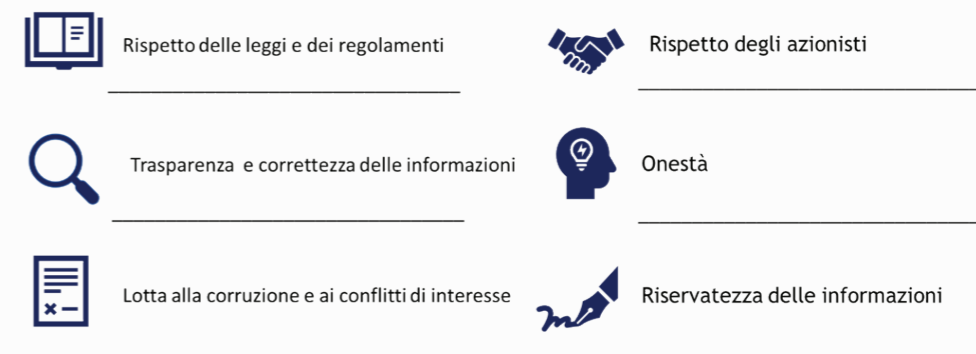 Rispetto delle leggi e dei regolamenti
Rispetto degli azionisti
Trasparenza e correttezza delle informazioni
Onestà
Lotta alla corruzione e ai conflitti di interesse
Riservatezza delle informazioni